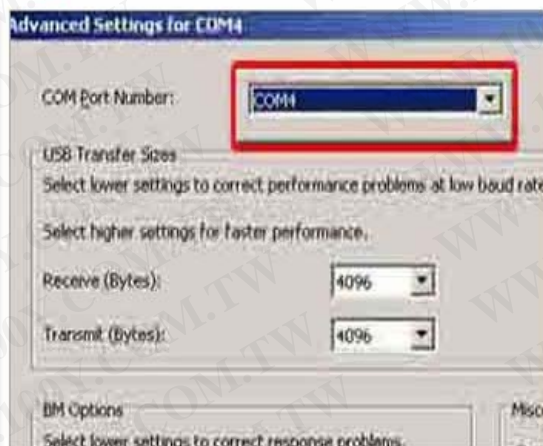 Advanced Settings for COM4
COM Port Number:
COM4
USB Transfer Sizes
Select lower settings to correct performance problems at low baud rate
Select higher settings for faster performance.
Receive (Bytes):
4096
Transmit (Bytes):
4096
BM Options
Misc
Select lower settings to correct response problems.